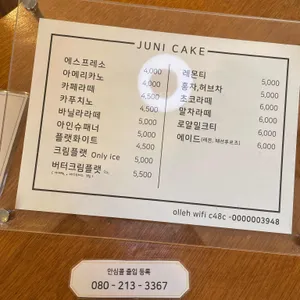 JUNI CAKE
에스프레소 4,000
아메리카노 4,000
카페라떼 4,500
카푸치노 4,500
바닐라라떼 5,000
아인슈패너 5,000
플랫화이트 4,500
크림플랫 Only ice 5,000
버터크림플랫 5,500
레몬티 5,000
홍차,허브차 5,000
초코라떼 6,000
말차라떼 6,000
로얄밀크티 6,000
에이드 6,000
olleh wifi c48c -0000003948
안심콜 출입 등록
080 - 213 - 3367